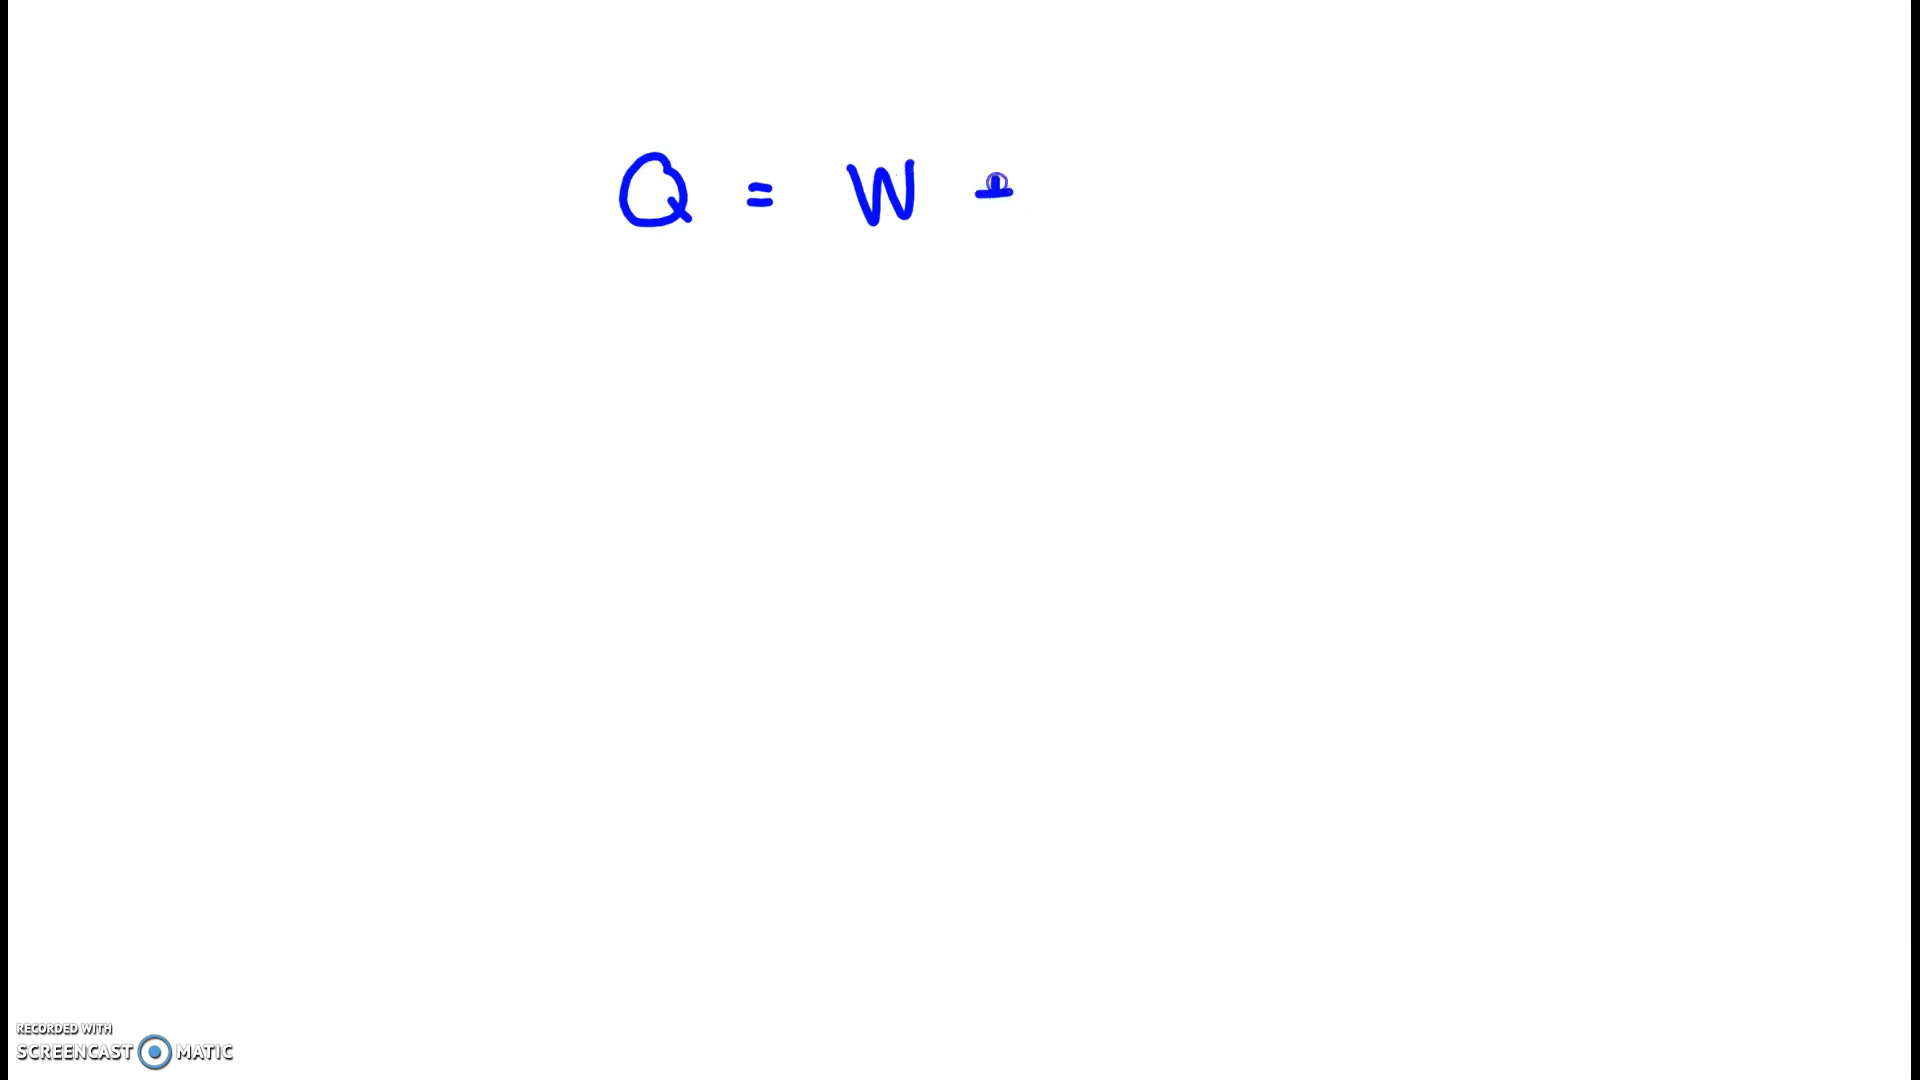 Q = W +
RECORDED WITH
SCREENCAST MATIC